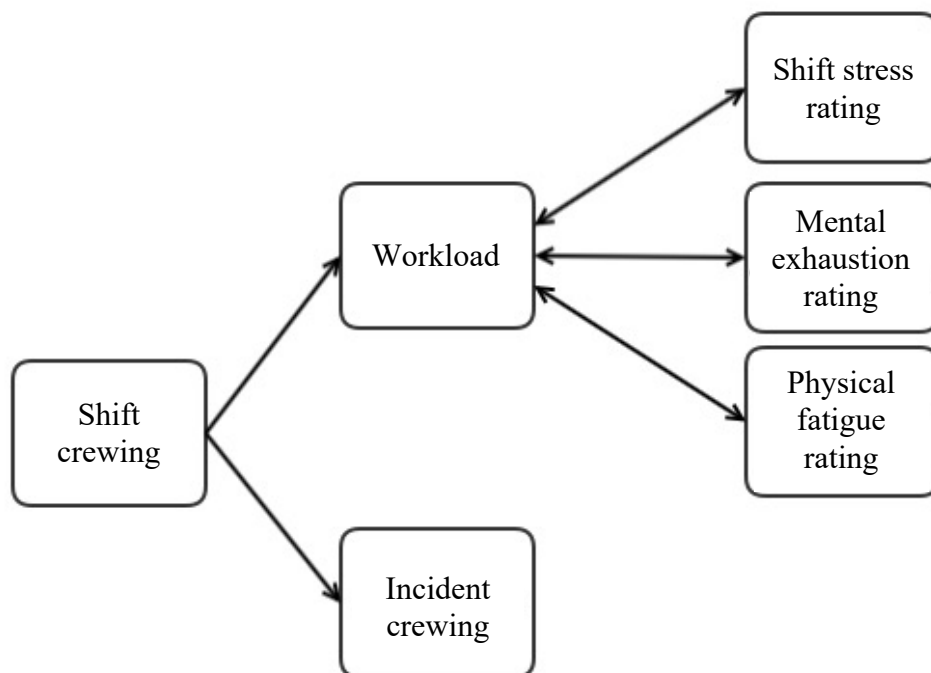 Shift stress
rating
Workload
Mental
exhaustion
rating
Shift
crewing
Physical
fatigue
rating
Incident
crewing